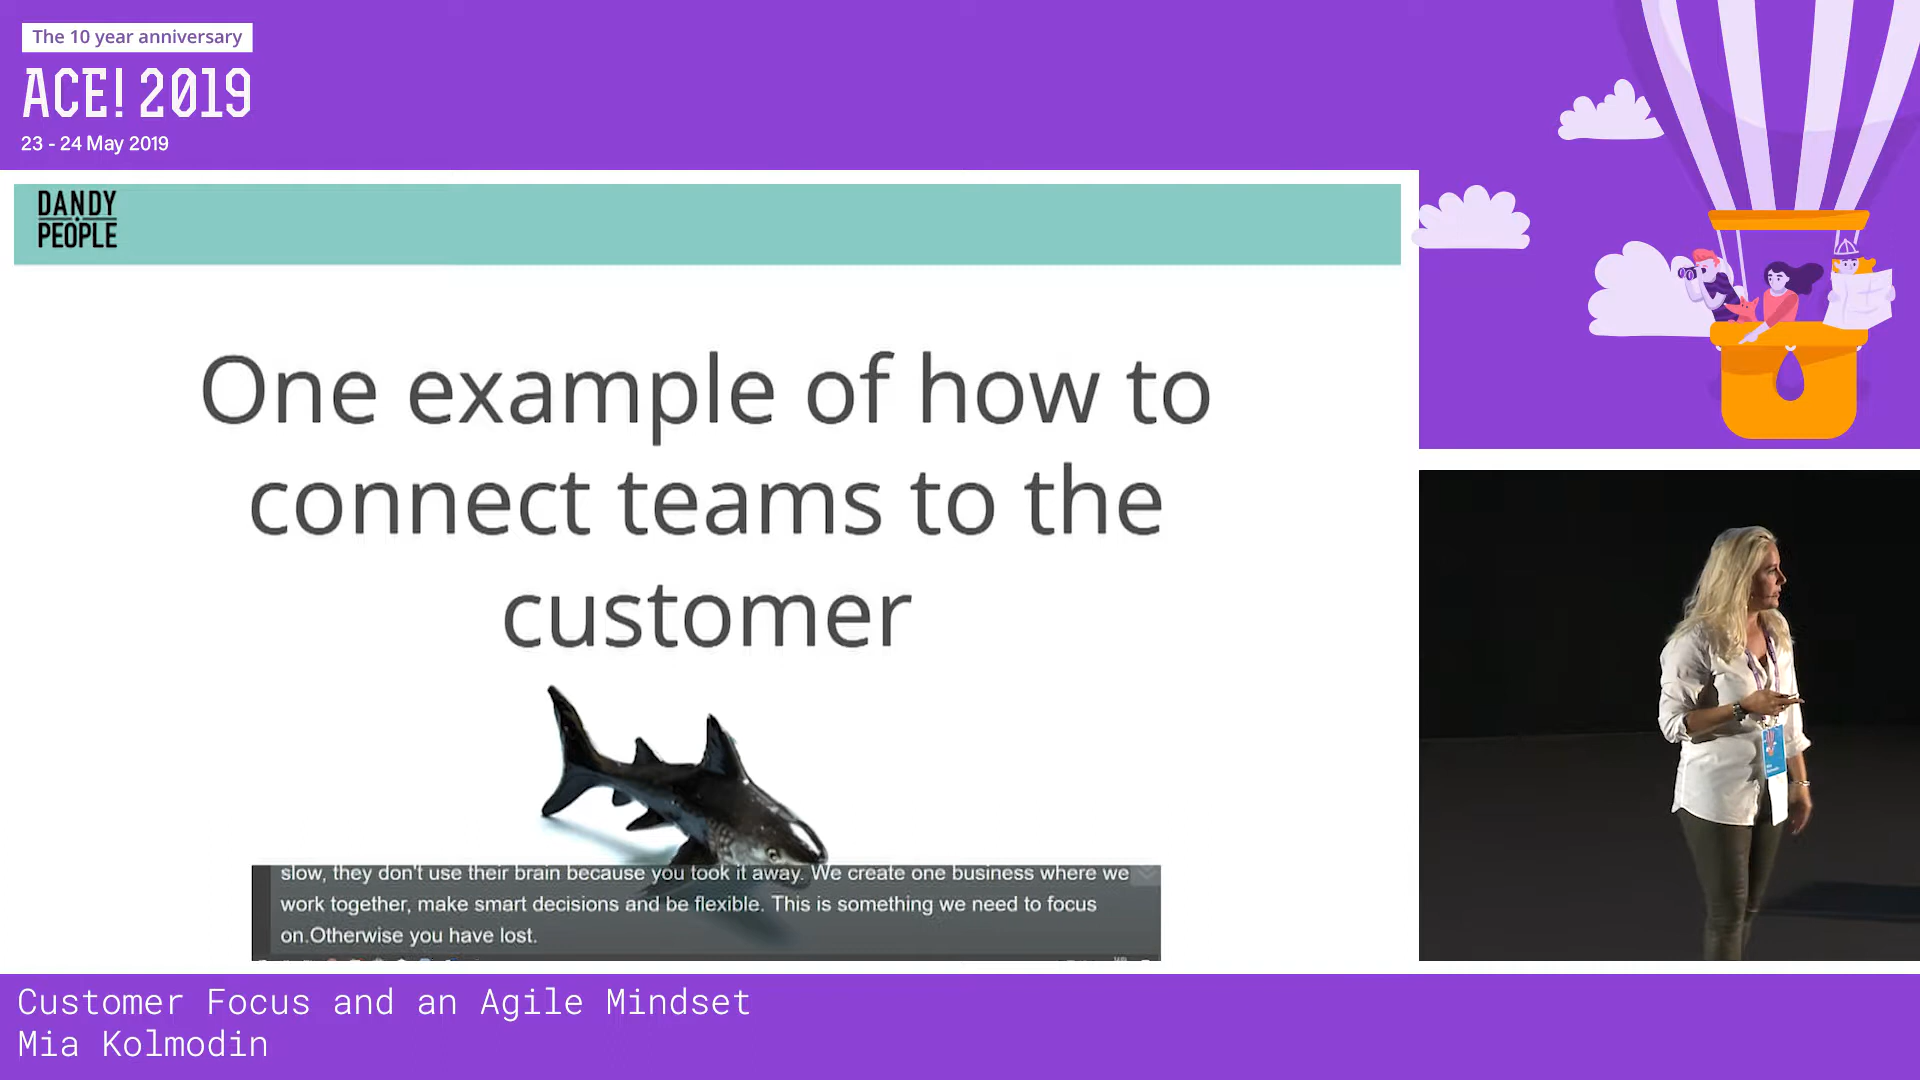 The 10 year anniversary
ACE! 2019
23 - 24 May 2019
DANDY
PEOPLE
One example of how to
connect teams to the
customer
slow, they don't use their brain because you took it away. We create one business where we
work together, make smart decisions and be flexible. This is something we need to focus
on.Otherwise you have lost.
Customer Focus and an Agile Mindset
Mia Kolmodin